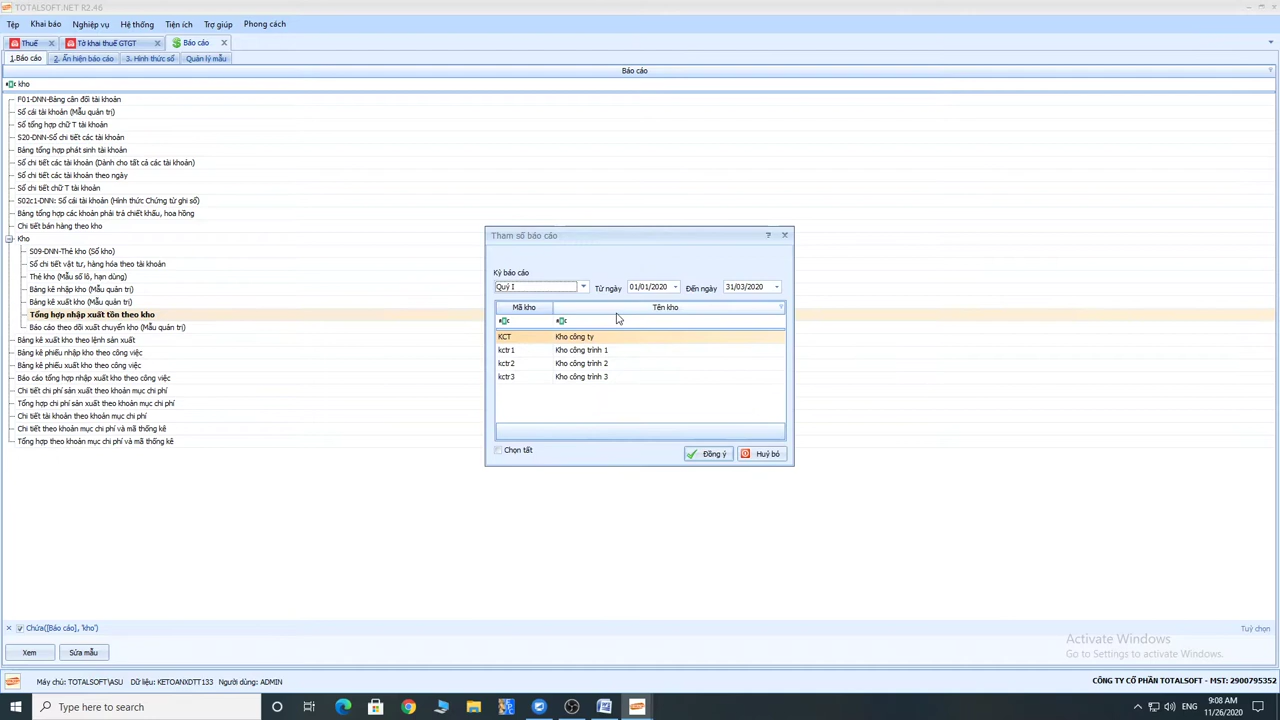 TOTALSOFT.NET R2.46
Tệp Khai báo Nghiệp vụ Hệ thống Tiện ích Trợ giúp Phong cách
Thuế Tờ khai thuế GTGT Báo cáo
1.Báo cáo 2. Ẩn hiện báo cáo 3. Hình thức sổ Quản lý mẫu
Báo cáo
kho
F01-DNN-Bảng cân đối tài khoản
Sổ cái tài khoản (Mẫu quản trị)
Sổ tổng hợp chữ T tài khoản
S20-DNN-Sổ chi tiết các tài khoản
Bảng tổng hợp phát sinh tài khoản
Sổ chi tiết các tài khoản (Dành cho tất cả các tài khoản)
Sổ chi tiết các tài khoản theo ngày
Sổ chi tiết chữ T tài khoản
S02c1-DNN: Sổ cái tài khoản (Hình thức Chứng từ ghi sổ)
Bảng tổng hợp các khoản phải trả chiết khấu, hoa hồng
Chi tiết bán hàng theo kho
Kho
S09-DNN-Thẻ kho (Sổ kho)
Sổ chi tiết vật tư, hàng hóa theo tài khoản
Thẻ kho (Mẫu số lô, hạn dùng)
Bảng kê nhập kho (Mẫu quản trị)
Bảng kê xuất kho (Mẫu quản trị)
Tổng hợp nhập xuất tồn theo kho
Báo cáo theo dõi xuất chuyển kho (Mẫu quản trị)
Bảng kê xuất kho theo lệnh sản xuất
Bảng kê phiếu nhập kho theo công việc
Bảng kê phiếu xuất kho theo công việc
Báo cáo tổng hợp nhập xuất kho theo công việc
Chi tiết chi phí sản xuất theo khoản mục chi phí
Tổng hợp chi phí sản xuất theo khoản mục chi phí
Chi tiết tài khoản theo khoản mục chi phí
Chi tiết theo khoản mục chi phí và mã thống kê
Tổng hợp theo khoản mục chi phí và mã thống kê
Tham số báo cáo
Kỳ báo cáo
Quý I Từ ngày 01/01/2020 Đến ngày 31/03/2020
Mã kho Tên kho
KCT Kho công ty
kctr1 Kho công trình 1
kctr2 Kho công trình 2
kctr3 Kho công trình 3
Chọn tất Đồng ý Huỷ bỏ
Chứa([Báo cáo], 'kho') Tuỳ chọn
Xem Sửa mẫu
Activate Windows
Go to Settings to activate Windows.
Máy chủ: TOTALSOFT\ASU Dữ liệu: KETOANXDTT133 Người dùng: ADMIN CÔNG TY CỔ PHẦN TOTALSOFT - MST: 2900795352
Type here to search ENG 9:08 AM
11/26/2020